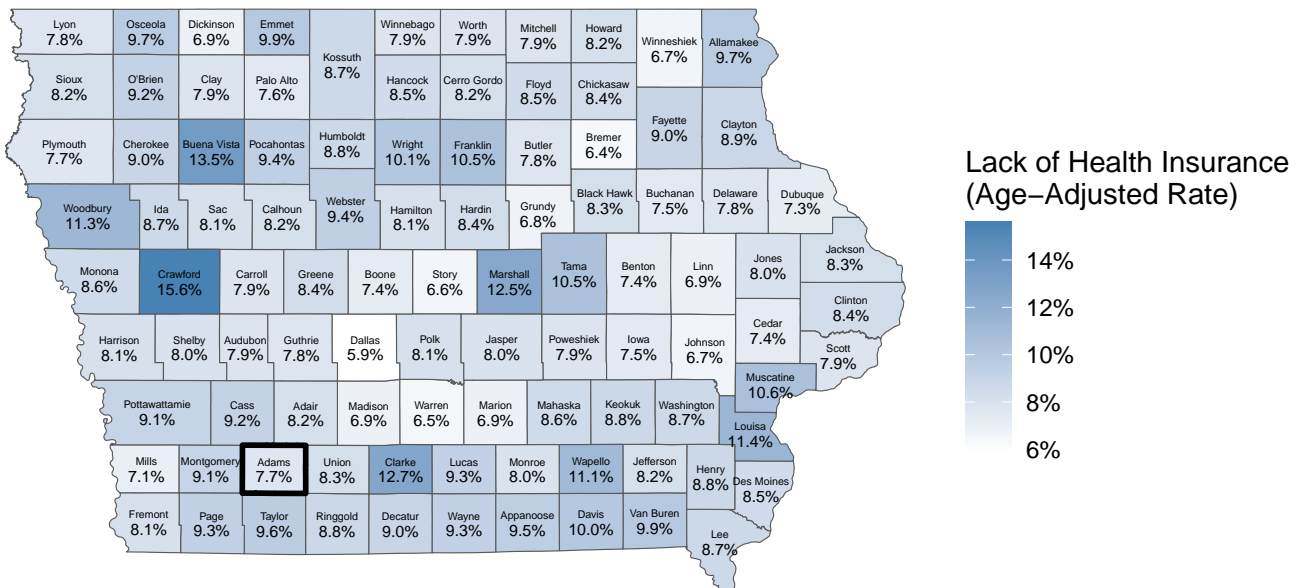 Lyon
7.8%
Osceola
9.7%
Dickinson
6.9%
Emmet
9.9%
Kossuth
8.7%
Winnebago
7.9%
Worth
7.9%
Mitchell
7.9%
Howard
8.2%
Winneshiek
6.7%
Allamakee
9.7%
Sioux
8.2%
O'Brien
9.2%
Clay
7.9%
Palo Alto
7.6%
Hancock
8.5%
Cerro Gordo
8.2%
Floyd
8.5%
Chickasaw
8.4%
Fayette
9.0%
Clayton
8.9%
Plymouth
7.7%
Cherokee
9.0%
Buena Vista
13.5%
Pocahontas
9.4%
Humboldt
8.8%
Wright
10.1%
Franklin
10.5%
Butler
7.8%
Bremer
6.4%
Woodbury
11.3%
Ida
8.7%
Sac
8.1%
Calhoun
8.2%
Webster
9.4%
Hamilton
8.1%
Hardin
8.4%
Grundy
6.8%
Black Hawk
8.3%
Buchanan
7.5%
Delaware
7.8%
Dubuque
7.3%
Monona
8.6%
Crawford
15.6%
Carroll
7.9%
Greene
8.4%
Boone
7.4%
Story
6.6%
Marshall
12.5%
Tama
10.5%
Benton
7.4%
Linn
6.9%
Jones
8.0%
Jackson
8.3%
Clinton
8.4%
Harrison
8.1%
Shelby
8.0%
Audubon
7.9%
Guthrie
7.8%
Dallas
5.9%
Polk
8.1%
Jasper
8.0%
Poweshiek
7.9%
Iowa
7.5%
Johnson
6.7%
Cedar
7.4%
Scott
7.9%
Muscatine
10.6%
Pottawattamie
9.1%
Cass
9.2%
Adair
8.2%
Madison
6.9%
Warren
6.5%
Marion
6.9%
Mahaska
8.6%
Keokuk
8.8%
Washington
8.7%
Louisa
11.4%
Mills
7.1%
Montgomery
9.1%
Adams
7.7%
Union
8.3%
Clarke
12.7%
Lucas
9.3%
Monroe
8.0%
Wapello
11.1%
Jefferson
8.2%
Henry
8.8%
Des Moines
8.5%
Fremont
8.1%
Page
9.3%
Taylor
9.6%
Ringgold
8.8%
Decatur
9.0%
Wayne
9.3%
Appanoose
9.5%
Davis
10.0%
Van Buren
9.9%
Lee
8.7%
Lack of Health Insurance
(Age−Adjusted Rate)
14%
12%
10%
8%
6%